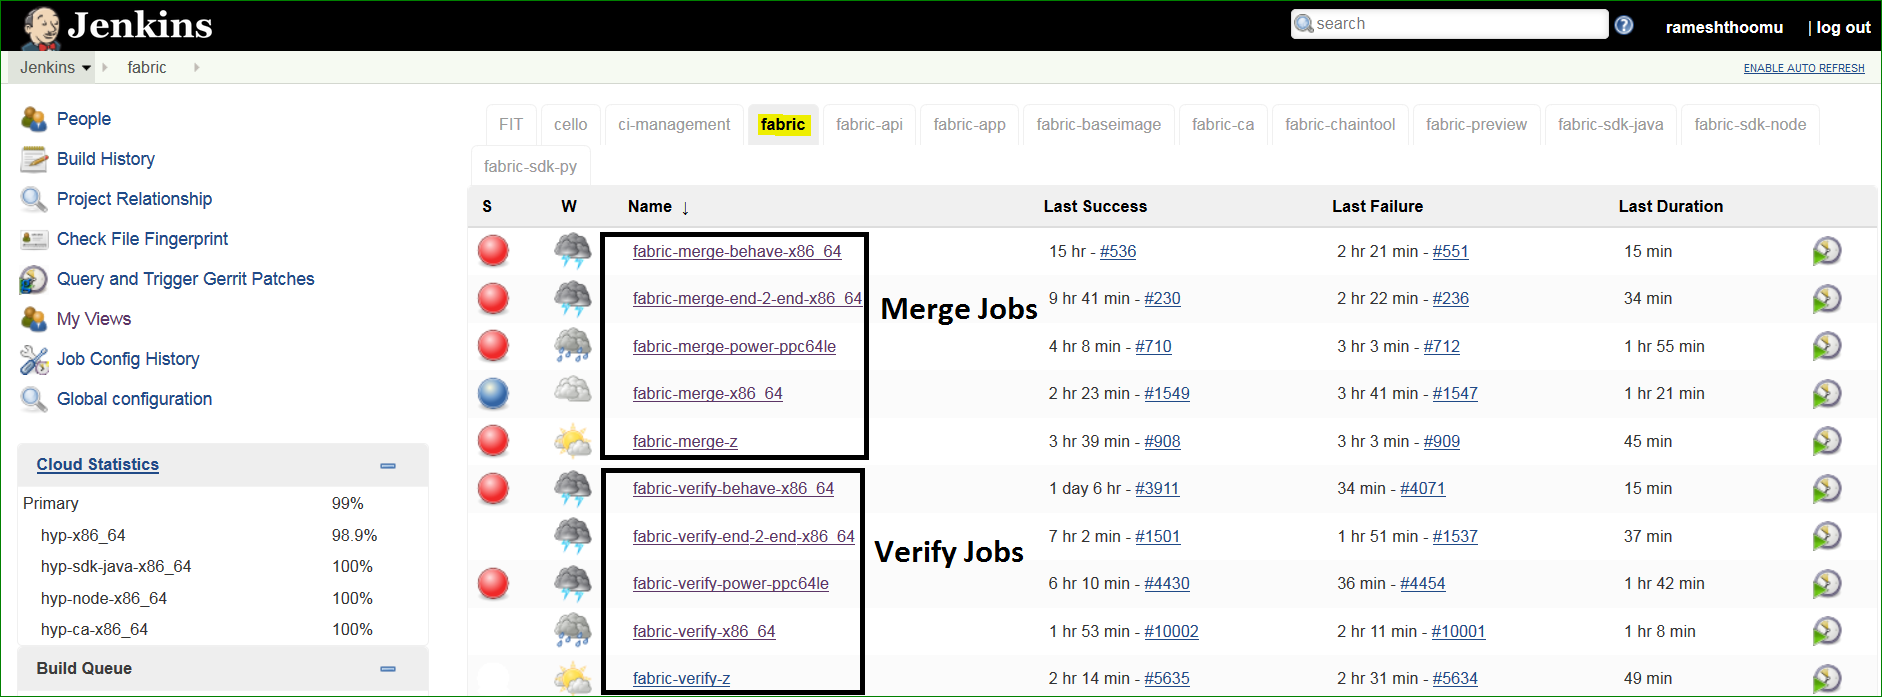 Jenkins
search
rameshthoomu | log out
Jenkins fabric
ENABLE AUTO REFRESH
People
Build History
Project Relationship
Check File Fingerprint
Query and Trigger Gerrit Patches
My Views
Job Config History
Global configuration
Cloud Statistics
Primary 99%
hyp-x86_64 98.9%
hyp-sdk-java-x86_64 100%
hyp-node-x86_64 100%
hyp-ca-x86_64 100%
Build Queue
FIT cello ci-management fabric fabric-api fabric-app fabric-baseimage fabric-ca fabric-chaintool fabric-preview fabric-sdk-java fabric-sdk-node
fabric-sdk-py
S W Name ↓ Last Success Last Failure Last Duration
fabric-merge-behave-x86_64 15 hr - #536 2 hr 21 min - #551 15 min
fabric-merge-end-2-end-x86_64 9 hr 41 min - #230 2 hr 22 min - #236 34 min
Merge Jobs
fabric-merge-power-ppc64le 4 hr 8 min - #710 3 hr 3 min - #712 1 hr 55 min
fabric-merge-x86_64 2 hr 23 min - #1549 3 hr 41 min - #1547 1 hr 21 min
fabric-merge-z 3 hr 39 min - #908 3 hr 3 min - #909 45 min
fabric-verify-behave-x86_64 1 day 6 hr - #3911 34 min - #4071 15 min
fabric-verify-end-2-end-x86_64 7 hr 2 min - #1501 1 hr 51 min - #1537 37 min
Verify Jobs
fabric-verify-power-ppc64le 6 hr 10 min - #4430 36 min - #4454 1 hr 42 min
fabric-verify-x86_64 1 hr 53 min - #10002 2 hr 11 min - #10001 1 hr 8 min
fabric-verify-z 2 hr 14 min - #5635 2 hr 31 min - #5634 49 min